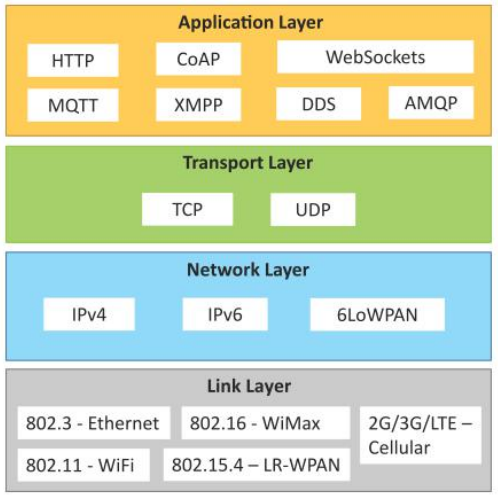 Application Layer
HTTP
CoAP
WebSockets
MQTT
XMPP
DDS
AMQP
Transport Layer
TCP
UDP
Network Layer
IPv4
IPv6
6LoWPAN
Link Layer
802.3 - Ethernet
802.16 - WiMax
2G/3G/LTE –
Cellular
802.11 - WiFi
802.15.4 – LR-WPAN